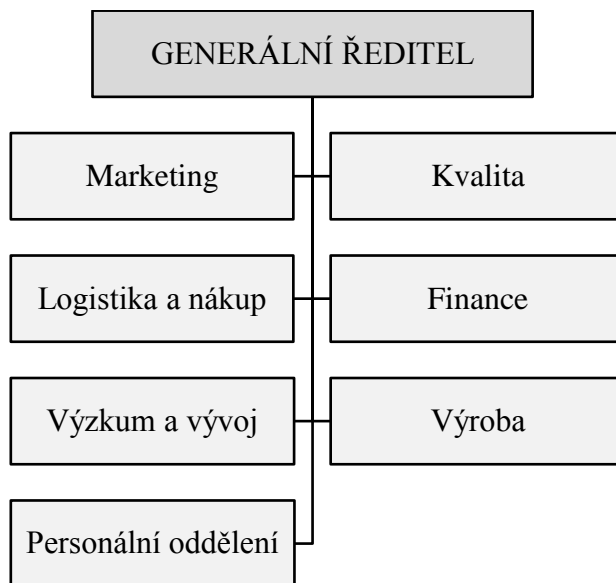 GENERÁLNÍ ŘEDITEL
Marketing
Kvalita
Logistika a nákup
Finance
Výzkum a vývoj
Výroba
Personální oddělení